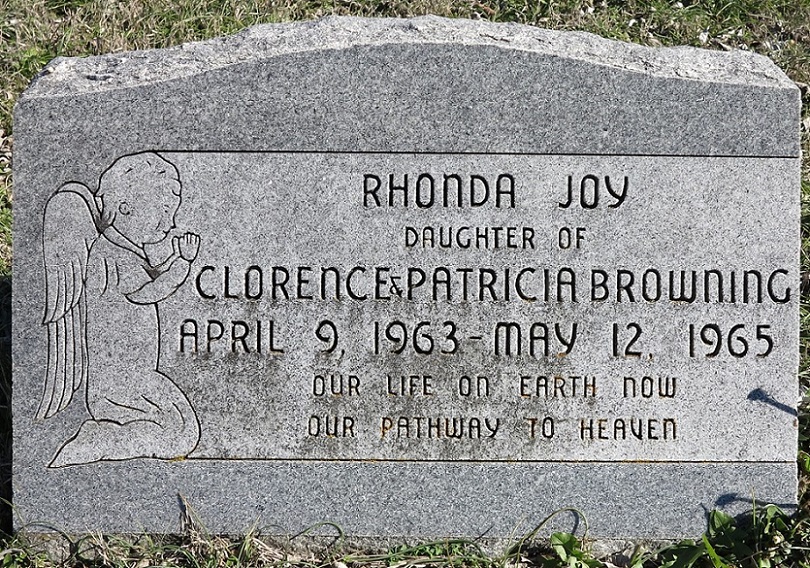 RHONDA JOY
DAUGHTER OF
CLORENCE & PATRICIA BROWNING
APRIL 9, 1963 - MAY 12, 1965
OUR LIFE ON EARTH NOW
OUR PATHWAY TO HEAVEN